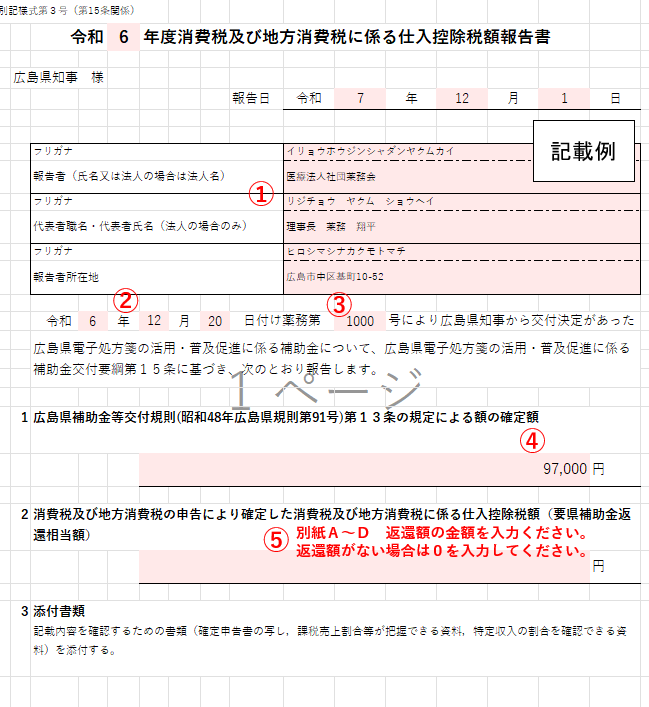 別記様式第３号（第15条関係）
令和 6 年度消費税及び地方消費税に係る仕入控除税額報告書
広島県知事　様
報告日 令和 7 年 12 月 1 日
記載例
フリガナ イリョウホウジンシャダンヤクムカイ
報告者（氏名又は法人の場合は法人名） ① 医療法人社団薬務会
フリガナ リジチョウ　ヤクム　ショウヘイ
代表者職名・代表者氏名（法人の場合のみ） 理事長　薬務　翔平
フリガナ ヒロシマシナカクモトマチ
報告者所在地 広島市中区基町10-52
② ③
令和 6 年 12 月 20 日付け薬務第 1000 号により広島県知事から交付決定があった
広島県電子処方箋の活用・普及促進に係る補助金について、広島県電子処方箋の活用・普及促進に係る
補助金交付要綱第１５条に基づき、次のとおり報告します。
1 ページ
1 広島県補助金等交付規則(昭和48年広島県規則第91号)第１３条の規定による額の確定額
④
97,000 円
2 消費税及び地方消費税の申告により確定した消費税及び地方消費税に係る仕入控除税額（要県補助金返
還相当額）
⑤ 別紙Ａ～Ｄ　返還額の金額を入力ください。
返還額がない場合は０を入力してください。
円
3 添付書類
記載内容を確認するための書類（確定申告書の写し，課税売上割合等が把握できる資料，特定収入の割合を確認できる資
料）を添付する。